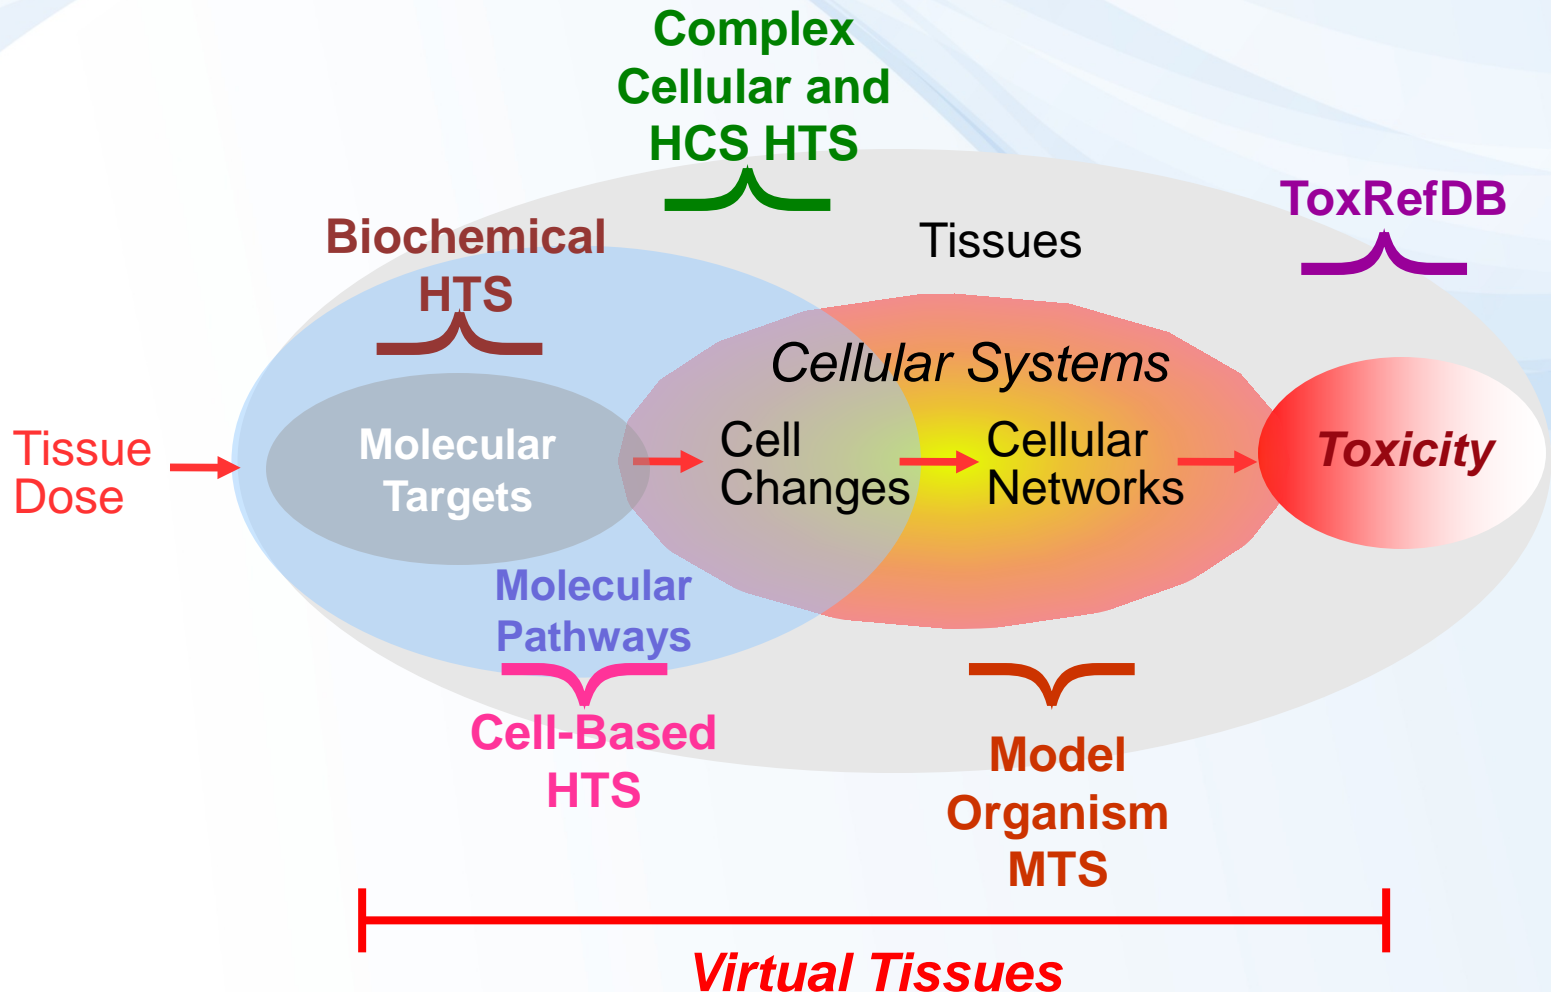 Complex
Cellular and
HCS HTS
ToxRefDB
Biochemical
HTS
Tissues
Cellular Systems
Tissue
Dose
Molecular
Targets
Cell
Changes
Cellular
Networks
Toxicity
Molecular
Pathways
Cell-Based
HTS
Model
Organism
MTS
Virtual Tissues